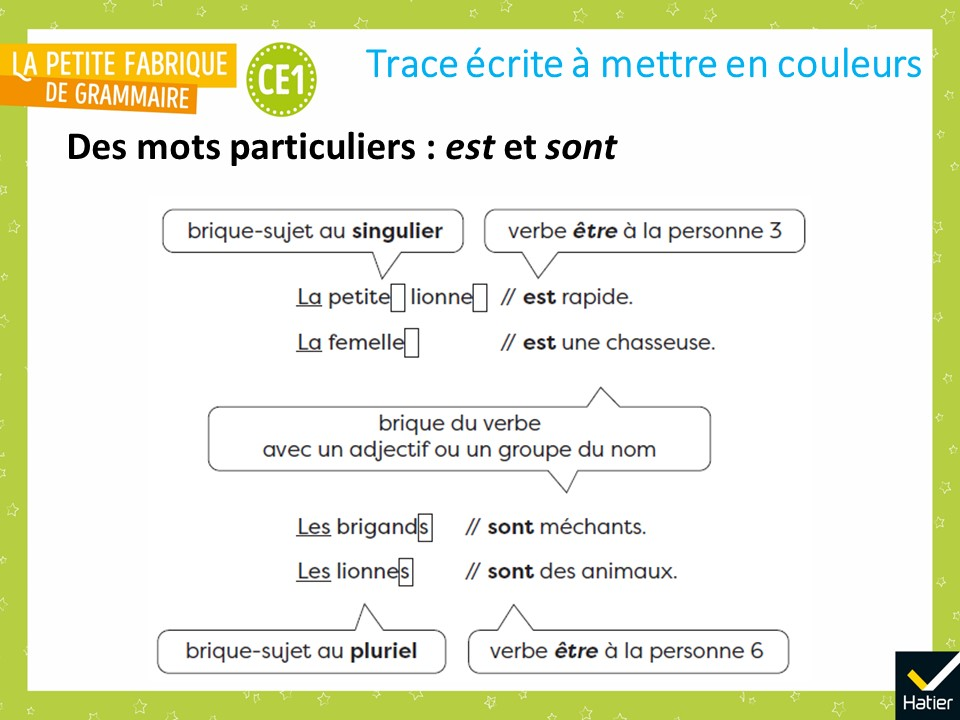 LA PETITE FABRIQUE
DE GRAMMAIRE
CE1
Trace écrite à mettre en couleurs
Des mots particuliers : est et sont
brique-sujet au singulier
verbe être à la personne 3
La petite lionne // est rapide.
La femelle // est une chasseuse.
brique du verbe
avec un adjectif ou un groupe du nom
Les brigands // sont méchants.
Les lionnes // sont des animaux.
brique-sujet au pluriel
verbe être à la personne 6
Hatier